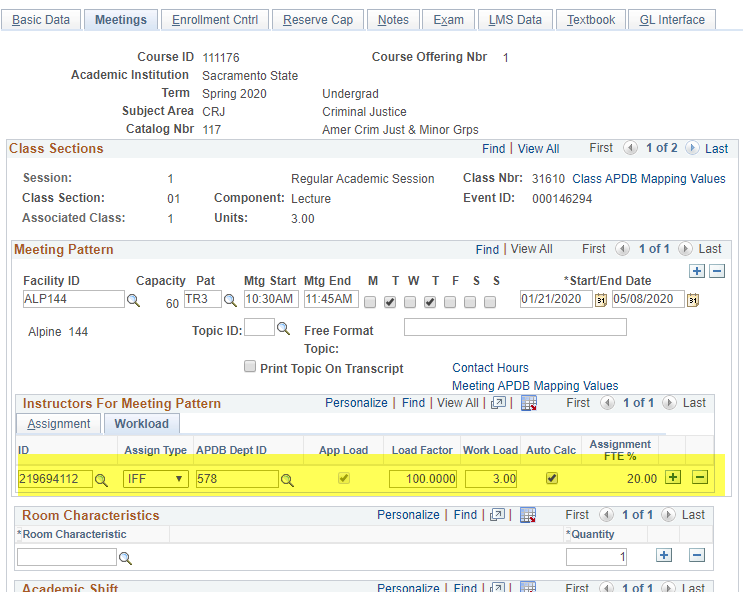 Basic Data Meetings Enrollment Cntrl Reserve Cap Notes Exam LMS Data Textbook GL Interface
Course ID 111176 Course Offering Nbr 1
Academic Institution Sacramento State
Term Spring 2020 Undergrad
Subject Area CRJ Criminal Justice
Catalog Nbr 117 Amer Crim Just & Minor Grps
Class Sections Find | View All First 1 of 2 Last
Session: 1 Regular Academic Session Class Nbr: 31610 Class APDB Mapping Values
Class Section: 01 Component: Lecture Event ID: 000146294
Associated Class: 1 Units: 3.00
Meeting Pattern Find | View All First 1 of 1 Last
Facility ID Capacity Pat Mtg Start Mtg End M T W T F S S *Start/End Date
ALP144 60 TR3 10:30AM 11:45AM 01/21/2020 31 05/08/2020 31
Alpine 144 Topic ID: Free Format
Topic:
Print Topic On Transcript Contact Hours
Meeting APDB Mapping Values
Instructors For Meeting Pattern Personalize | Find | View All | | First 1 of 1 Last
Assignment Workload
ID Assign Type APDB Dept ID App Load Load Factor Work Load Auto Calc Assignment
FTE %
219694112 IFF 578 100.0000 3.00 20.00
Room Characteristics Personalize | Find | | First 1 of 1 Last
*Room Characteristic *Quantity
1
Academic Shift Personalize | Find | | First 1 of 1 Last